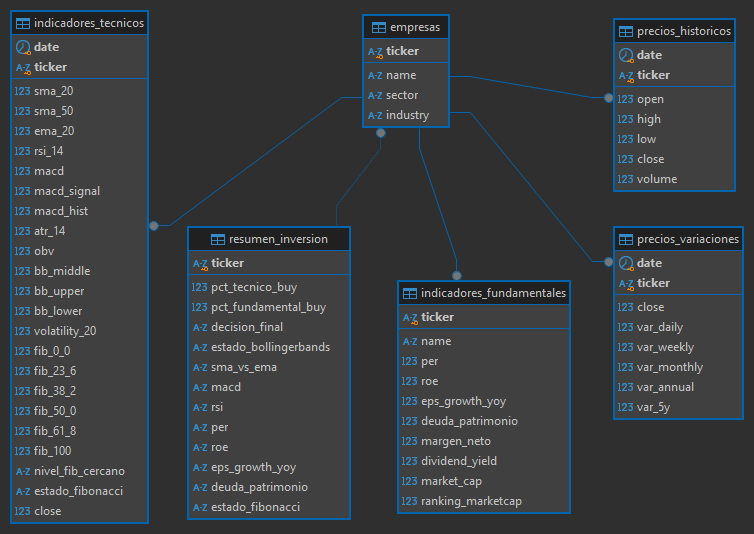 indicadores_tecnicos
date
ticker
123 sma_20
123 sma_50
123 ema_20
123 rsi_14
123 macd
123 macd_signal
123 macd_hist
123 atr_14
123 obv
123 bb_middle
123 bb_upper
123 bb_lower
123 volatility_20
123 fib_0_0
123 fib_23_6
123 fib_38_2
123 fib_50_0
123 fib_61_8
123 fib_100
A-Z nivel_fib_cercano
A-Z estado_fibonacci
123 close
empresas
A-Z ticker
A-Z name
A-Z sector
A-Z industry
precios_historicos
date
A-Z ticker
123 open
123 high
123 low
123 close
123 volume
resumen_inversion
A-Z ticker
123 pct_tecnico_buy
123 pct_fundamental_buy
A-Z decision_final
A-Z estado_bollingerbands
A-Z sma_vs_ema
A-Z macd
A-Z rsi
A-Z per
A-Z roe
A-Z eps_growth_yoy
A-Z deuda_patrimonio
A-Z estado_fibonacci
indicadores_fundamentales
A-Z ticker
A-Z name
123 per
123 roe
123 eps_growth_yoy
123 deuda_patrimonio
123 margen_neto
123 dividend_yield
123 market_cap
123 ranking_marketcap
precios_variaciones
date
A-Z ticker
123 close
123 var_daily
123 var_weekly
123 var_monthly
123 var_annual
123 var_5y